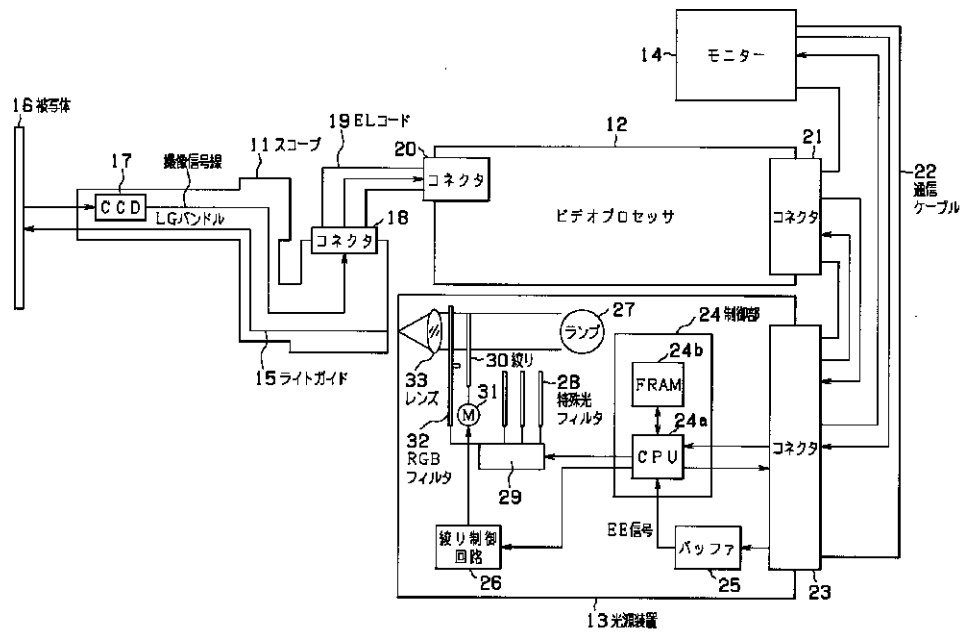 14
モニター
16 被写体
19 ELコード
12
11 スコープ
20
21
17
撮像信号線
コネクタ
22
通信
ケーブル
CCD
18
ビデオプロセッサ
コネクタ
LGバンドル
コネクタ
27
24 制御部
ランプ
24b
30 絞り
15 ライトガイド
33
レンズ
31
28
特殊光
フィルタ
FRAM
M
24a
32
RGB
フィルタ
CPU
コネクタ
29
EE信号
絞り制御
回路
バッファ
26
25
23
13 光源装置